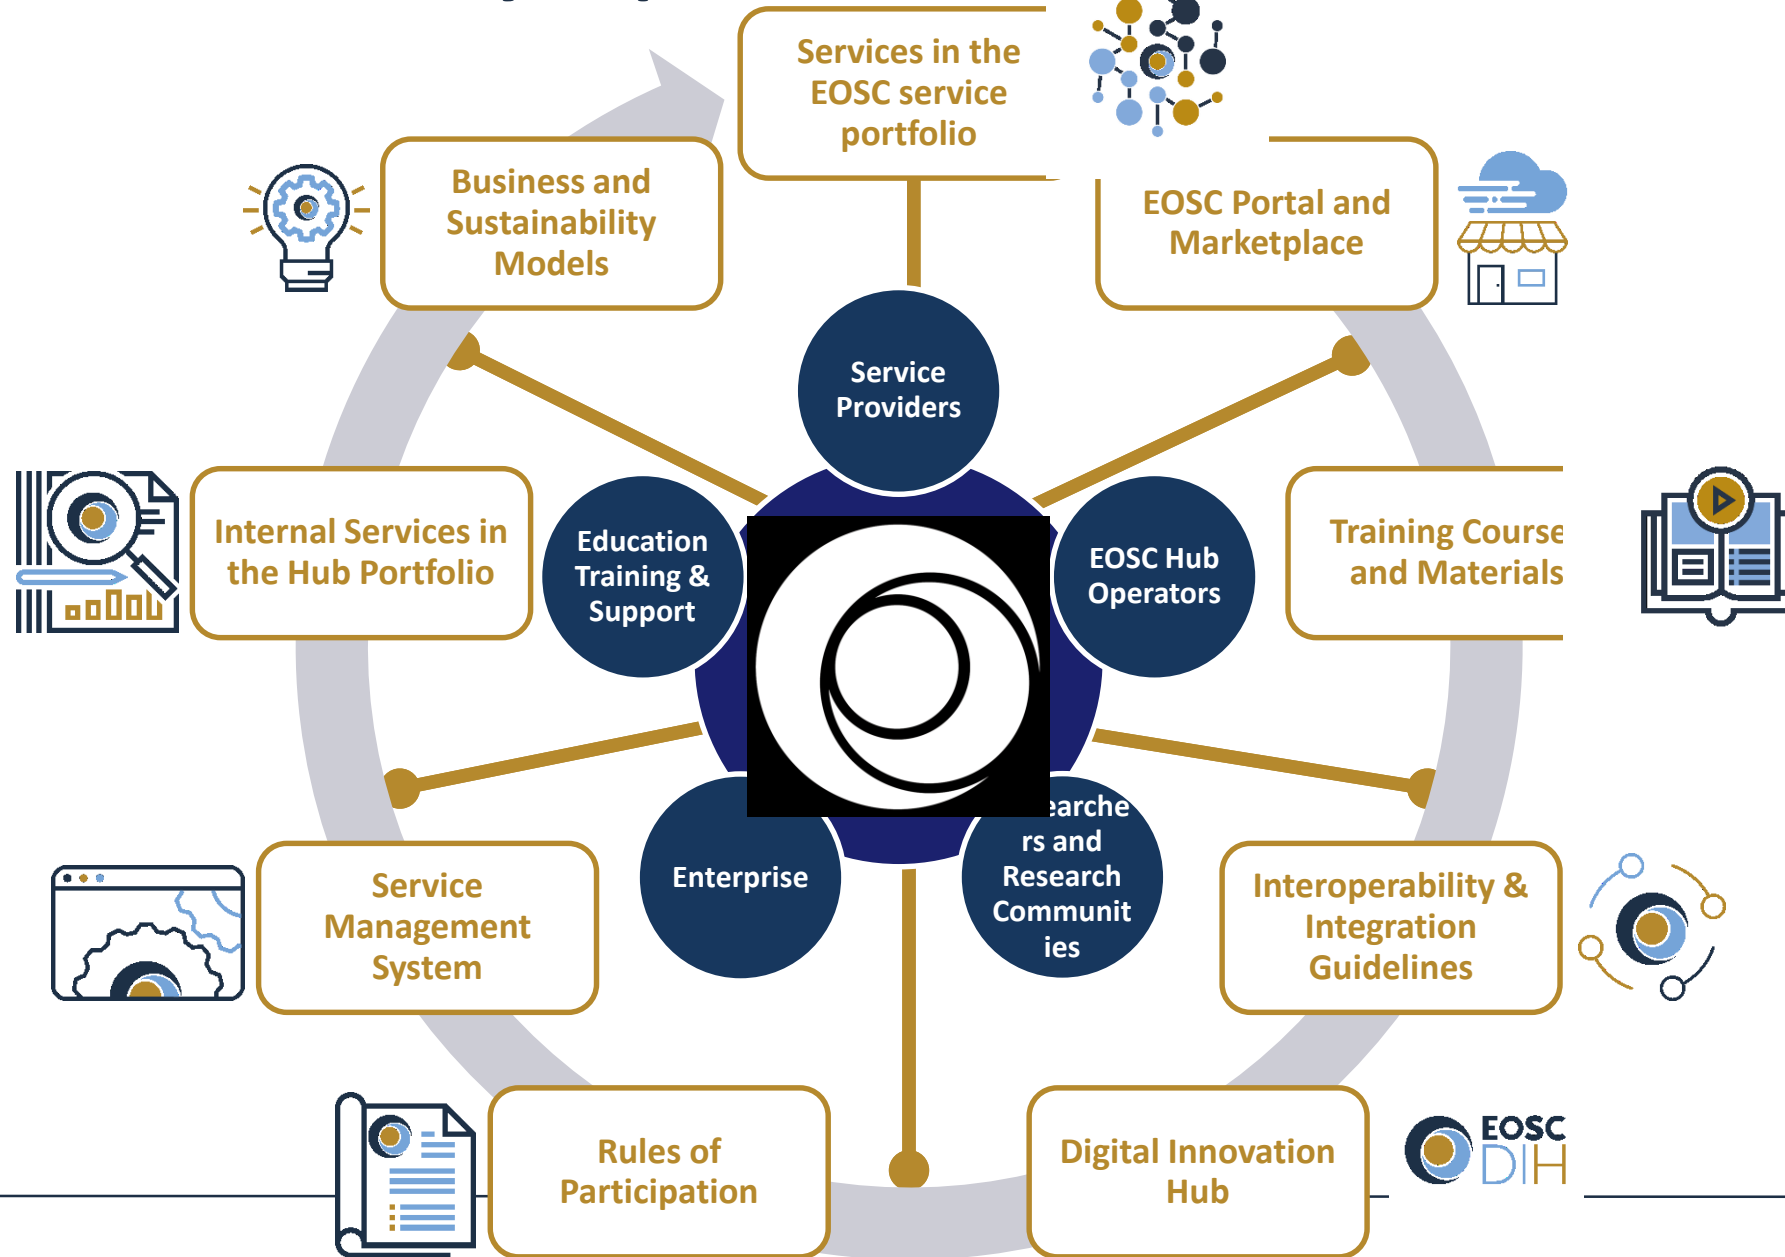 Services in the
EOSC service
portfolio
Business and
Sustainability
Models
EOSC Portal and
Marketplace
Service
Providers
Internal Services in
the Hub Portfolio
Education
Training &
Support
EOSC Hub
Operators
Training Course
and Materials
earche
rs and
Research
Communit
ies
Enterprise
Service
Management
System
Interoperability &
Integration
Guidelines
Rules of
Participation
Digital Innovation
Hub
EOSC
DIH